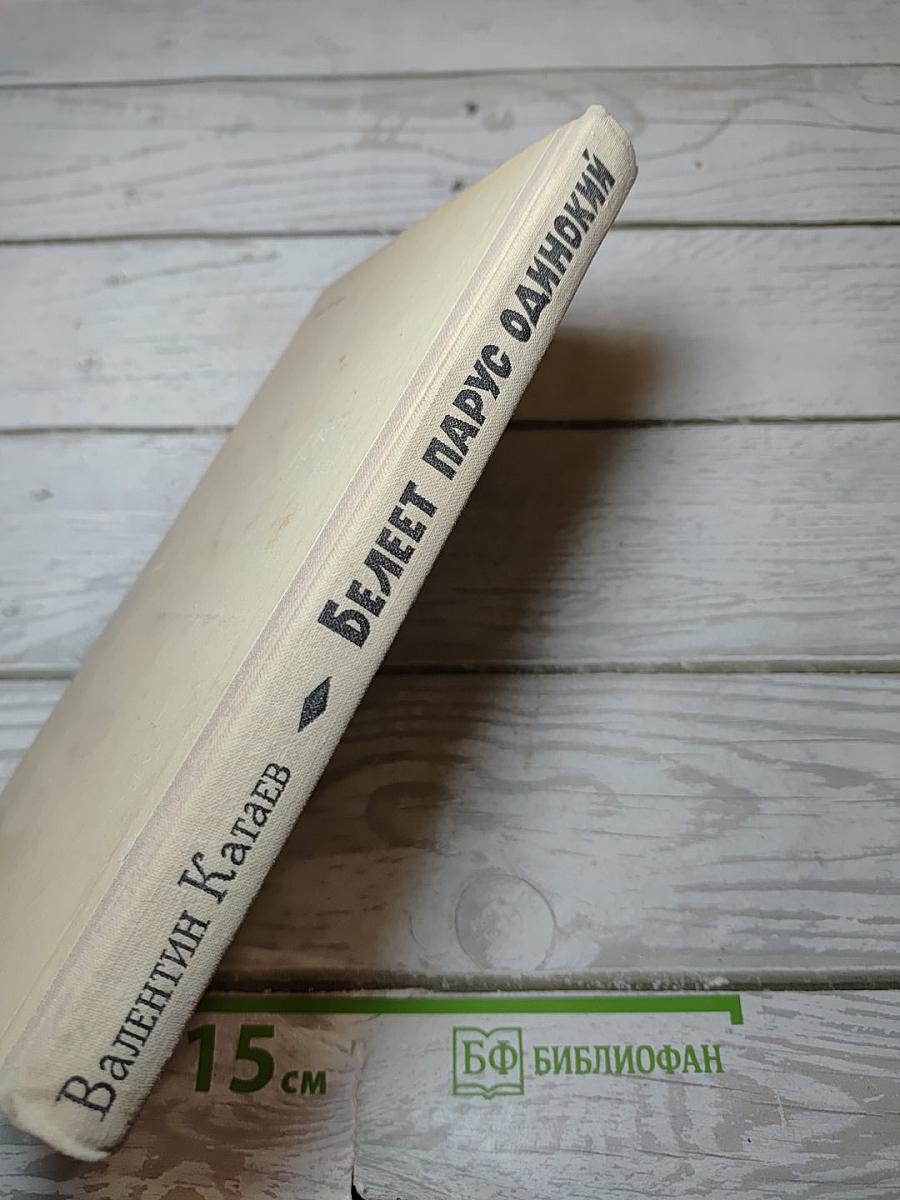 Валентин Катаев ♦ Белеет парус одинокий
15 см
БФ БИБЛИОФАН